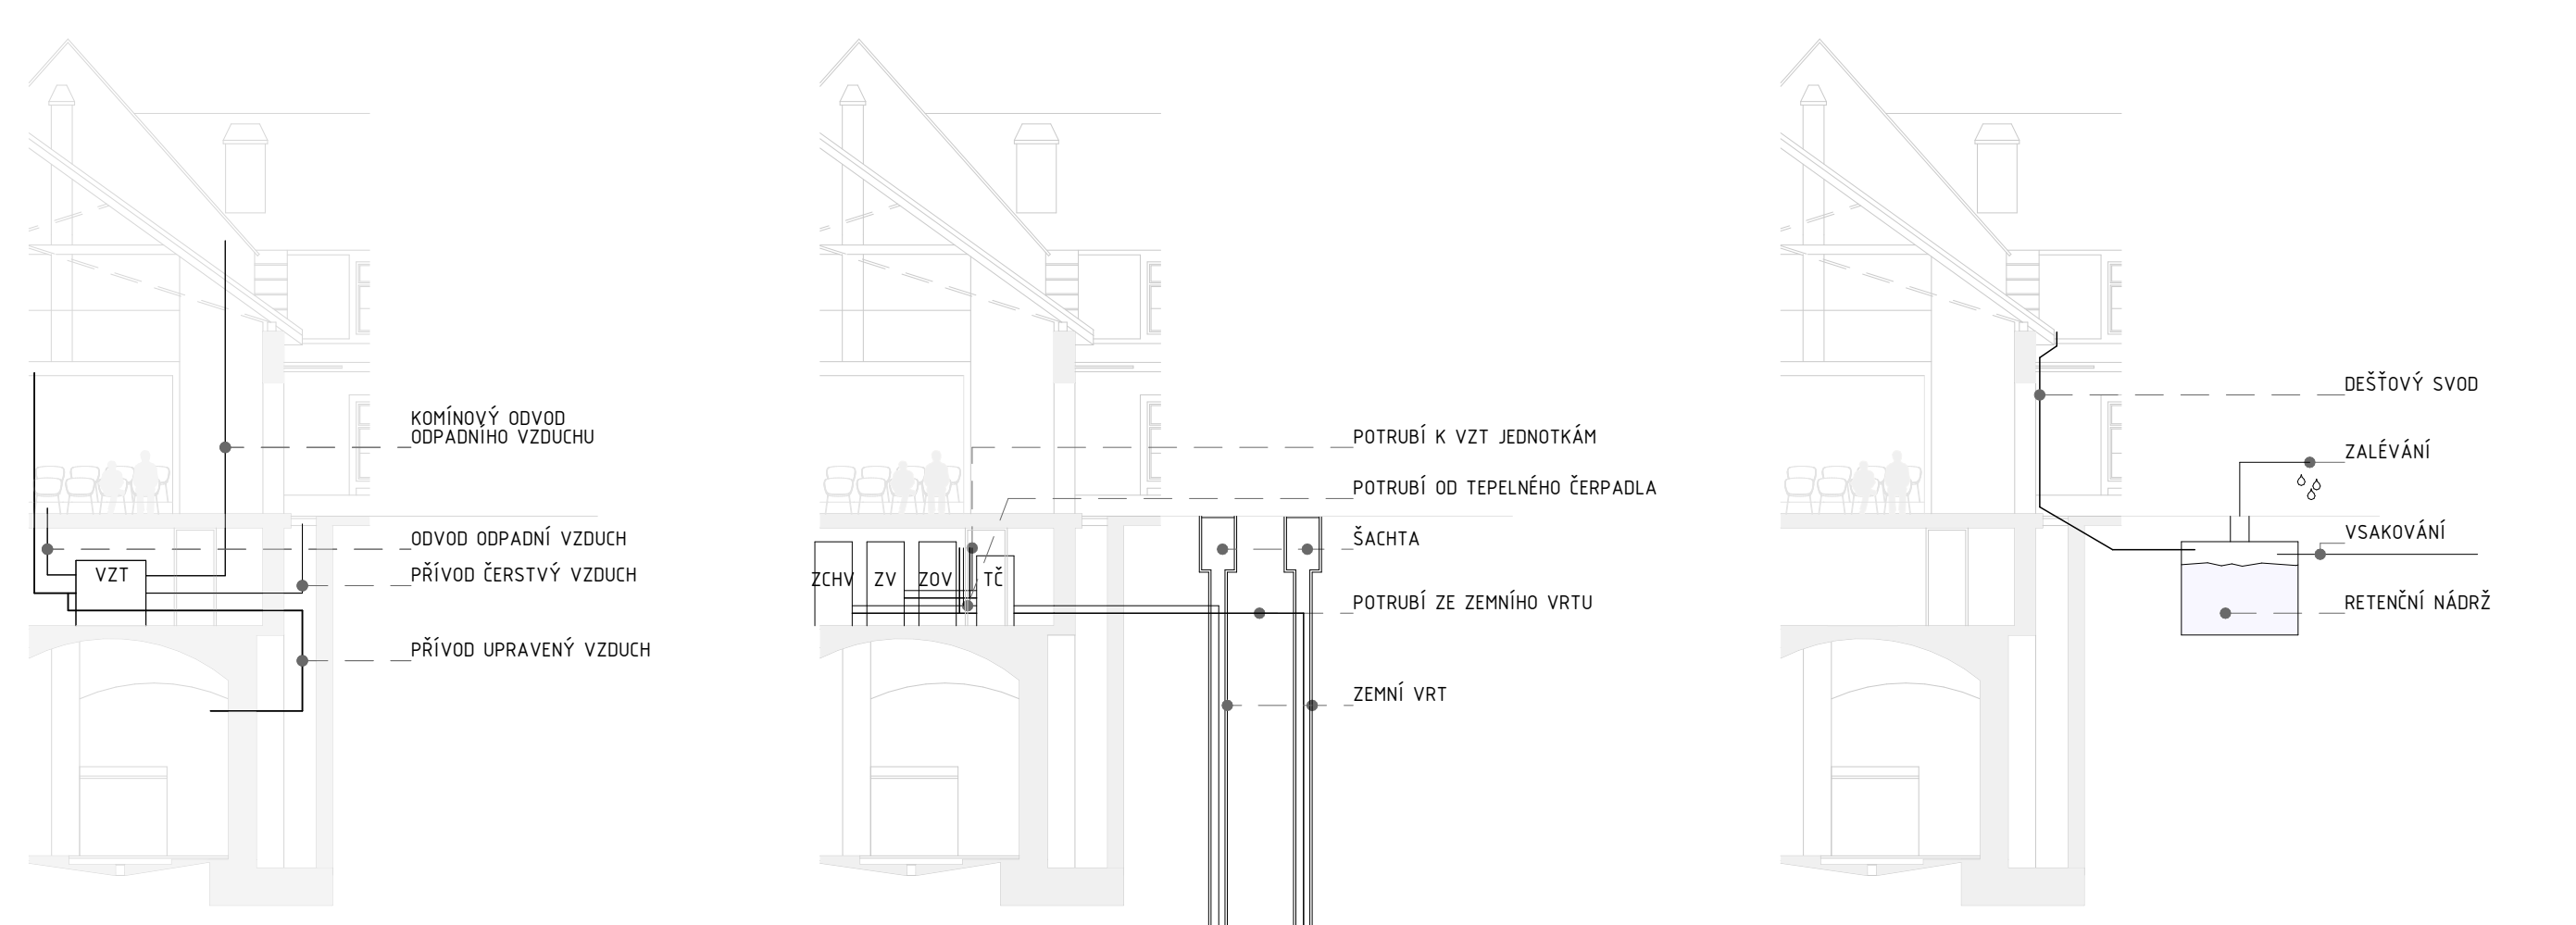 KOMÍNOVÝ ODVOD
ODPADNÍHO VZDUCHU
ODVOD ODPADNÍ VZDUCH
VZT
PŘÍVOD ČERSTVÝ VZDUCH
PŘÍVOD UPRAVENÝ VZDUCH
POTRUBÍ K VZT JEDNOTKÁM
POTRUBÍ OD TEPELNÉHO ČERPADLA
ŠACHTA
ZCHV ZV ZOV TČ
POTRUBÍ ZE ZEMNÍHO VRTU
ZEMNÍ VRT
DEŠŤOVÝ SVOD
ZALÉVÁNÍ
VSAKOVÁNÍ
RETENČNÍ NÁDRŽ